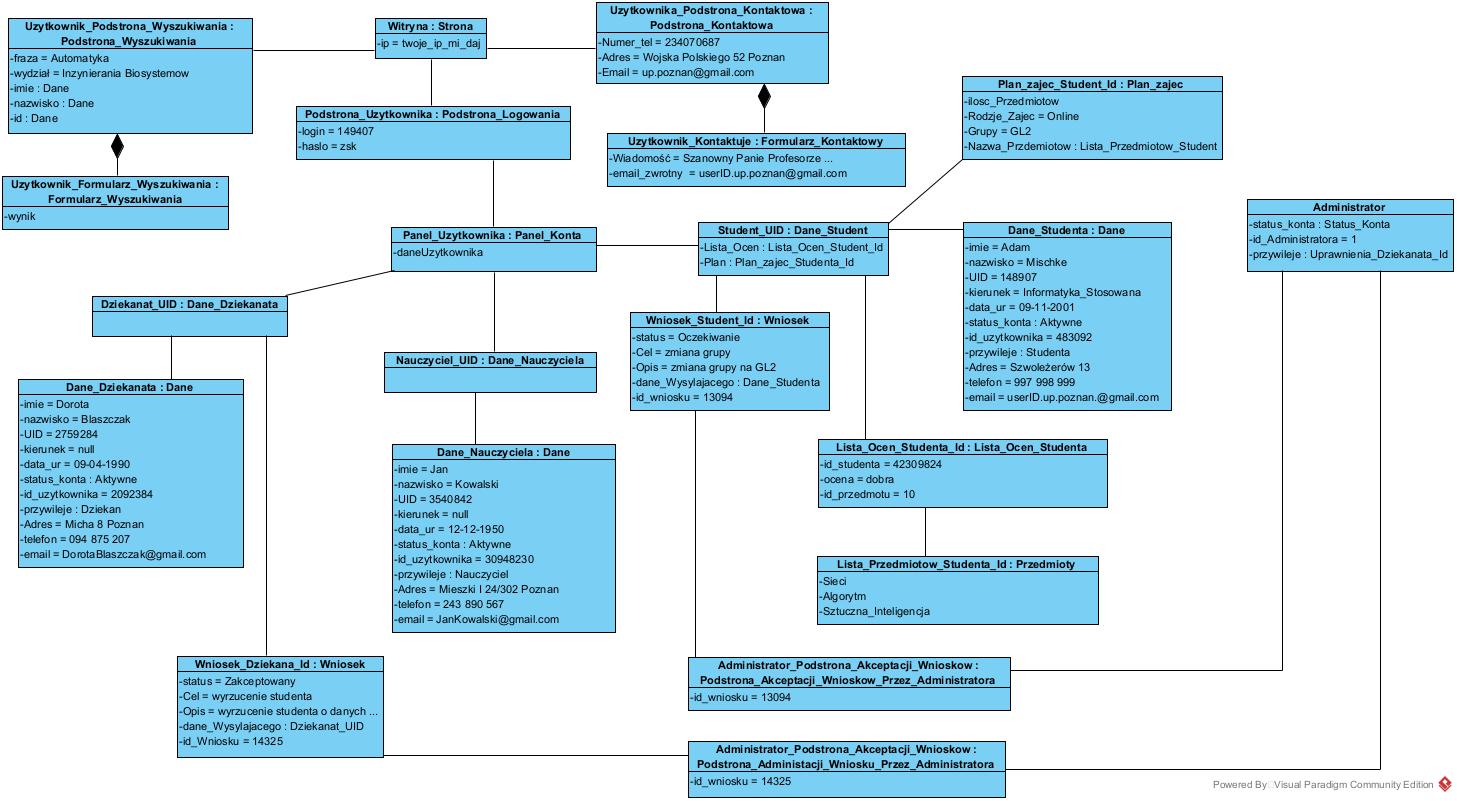 Uzytkownik_Podstrona_Wyszukiwania :
Podstrona_Wyszukiwania
-fraza = Automatyka
-wydział = Inzynierania Biosystemow
-imie : Dane
-nazwisko : Dane
-id : Dane
Witryna : Strona
-ip = twoje_ip_mi_daj
Uzytkownika_Podstrona_Kontaktowa :
Podstrona_Kontaktowa
-Numer_tel = 234070687
-Adres = Wojska Polskiego 52 Poznan
-Email = up.poznan@gmail.com
Plan_zajec_Student_Id : Plan_zajec
-ilosc_Przedmiotow
-Rodzje_Zajec = Online
-Grupy = GL2
-Nazwa_Przdemiotow : Lista_Przedmiotow_Student
Podstrona_Uzytkownika : Podstrona_Logowania
-login = 149407
-haslo = zsk
Uzytkownik_Kontaktuje : Formularz_Kontaktowy
-Wiadomość = Szanowny Panie Profesorze ...
-email_zwrotny  = userID.up.poznan@gmail.com
Uzytkownik_Formularz_Wyszukiwania :
Formularz_Wyszukiwania
-wynik
Panel_Uzytkownika : Panel_Konta
-daneUzytkownika
Student_UID : Dane_Student
-Lista_Ocen : Lista_Ocen_Student_Id
-Plan : Plan_zajec_Studenta_Id
Dane_Studenta : Dane
-imie = Adam
-nazwisko = Mischke
-UID = 148907
-kierunek = Informatyka_Stosowana
-data_ur = 09-11-2001
-status_konta : Aktywne
-id_uzytkownika = 483092
-przywileje : Studenta
-Adres = Szwoleżerów 13
-telefon = 997 998 999
-email = userID.up.poznan.@gmail.com
Administrator
-status_konta : Status_Konta
-id_Administratora = 1
-przywileje : Uprawnienia_Dziekanata_Id
Dziekanat_UID : Dane_Dziekanata
Wniosek_Student_Id : Wniosek
-status = Oczekiwanie
-Cel = zmiana grupy
-Opis = zmiana grupy na GL2
-dane_Wysylajacego : Dane_Studenta
-id_wniosku = 13094
Nauczyciel_UID : Dane_Nauczyciela
Dane_Dziekanata : Dane
-imie = Dorota
-nazwisko = Blaszczak
-UID = 2759284
-kierunek = null
-data_ur = 09-04-1990
-status_konta : Aktywne
-id_uzytkownika = 2092384
-przywileje : Dziekan
-Adres = Micha 8 Poznan
-telefon = 094 875 207
-email = DorotaBlaszczak@gmail.com
Dane_Nauczyciela : Dane
-imie = Jan
-nazwisko = Kowalski
-UID = 3540842
-kierunek = null
-data_ur = 12-12-1950
-status_konta : Aktywne
-id_uzytkownika = 30948230
-przywileje : Nauczyciel
-Adres = Mieszki I 24/302 Poznan
-telefon = 243 890 567
-email = JanKowalski@gmail.com
Lista_Ocen_Studenta_Id : Lista_Ocen_Studenta
-id_studenta = 42309824
-ocena = dobra
-id_przedmotu = 10
Lista_Przedmiotow_Studenta_Id : Przedmioty
-Sieci
-Algorytm
-Sztuczna_Inteligencja
Wniosek_Dziekana_Id : Wniosek
-status = Zakceptowany
-Cel = wyrzucenie studenta
-Opis = wyrzucenie studenta o danych ...
-dane_Wysylajacego : Dziekanat_UID
-id_Wniosku = 14325
Administrator_Podstrona_Akceptacji_Wnioskow :
Podstrona_Akceptacji_Wnioskow_Przez_Administratora
-id_wniosku = 13094
Administrator_Podstrona_Akceptacji_Wnioskow :
Podstrona_Administacji_Wniosku_Przez_Administratora
-id_wniosku = 14325
Powered By Visual Paradigm Community Edition